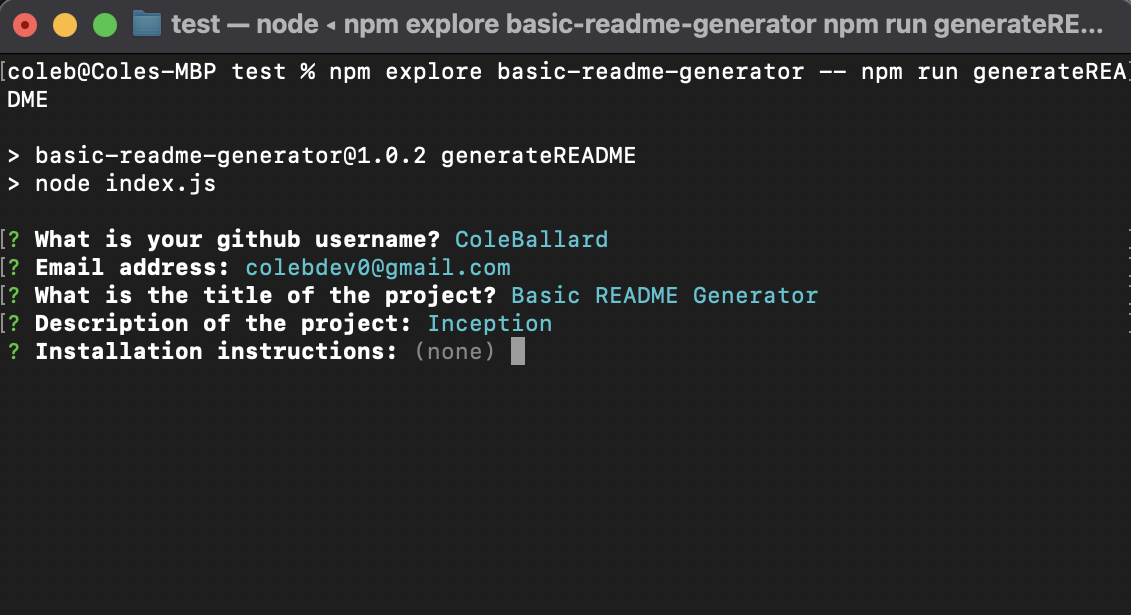 test — node ◂ npm explore basic-readme-generator npm run generateRE...
[coleb@Coles-MBP test % npm explore basic-readme-generator -- npm run generateREA]
DME
> basic-readme-generator@1.0.2 generateREADME
> node index.js
[? What is your github username? ColeBallard
[? Email address: colebdev0@gmail.com
[? What is the title of the project? Basic README Generator
[? Description of the project: Inception
? Installation instructions: (none)